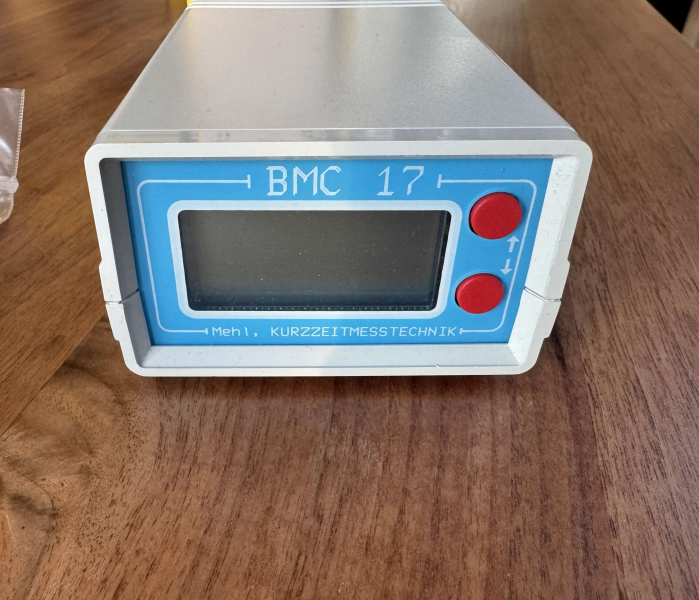 BMC 17
Mehl, KURZZEITMESSTECHNIK